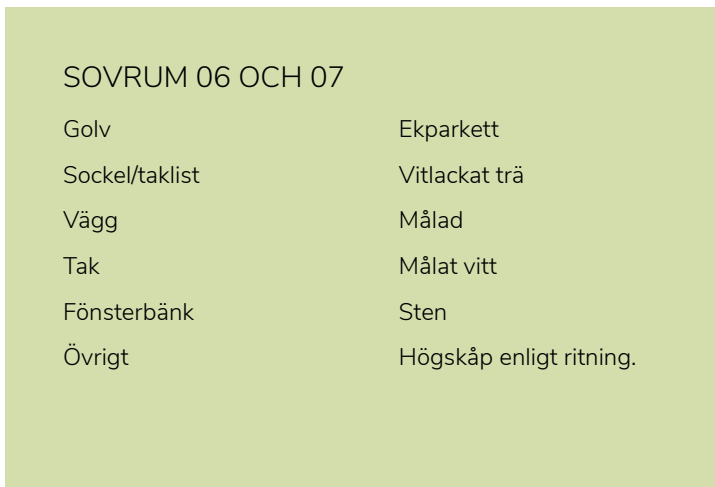 SOVRUM 06 OCH 07
Golv Ekparkett
Sockel/taklist Vitlackat trä
Vägg Målad
Tak Målat vitt
Fönsterbänk Sten
Övrigt Högskåp enligt ritning.